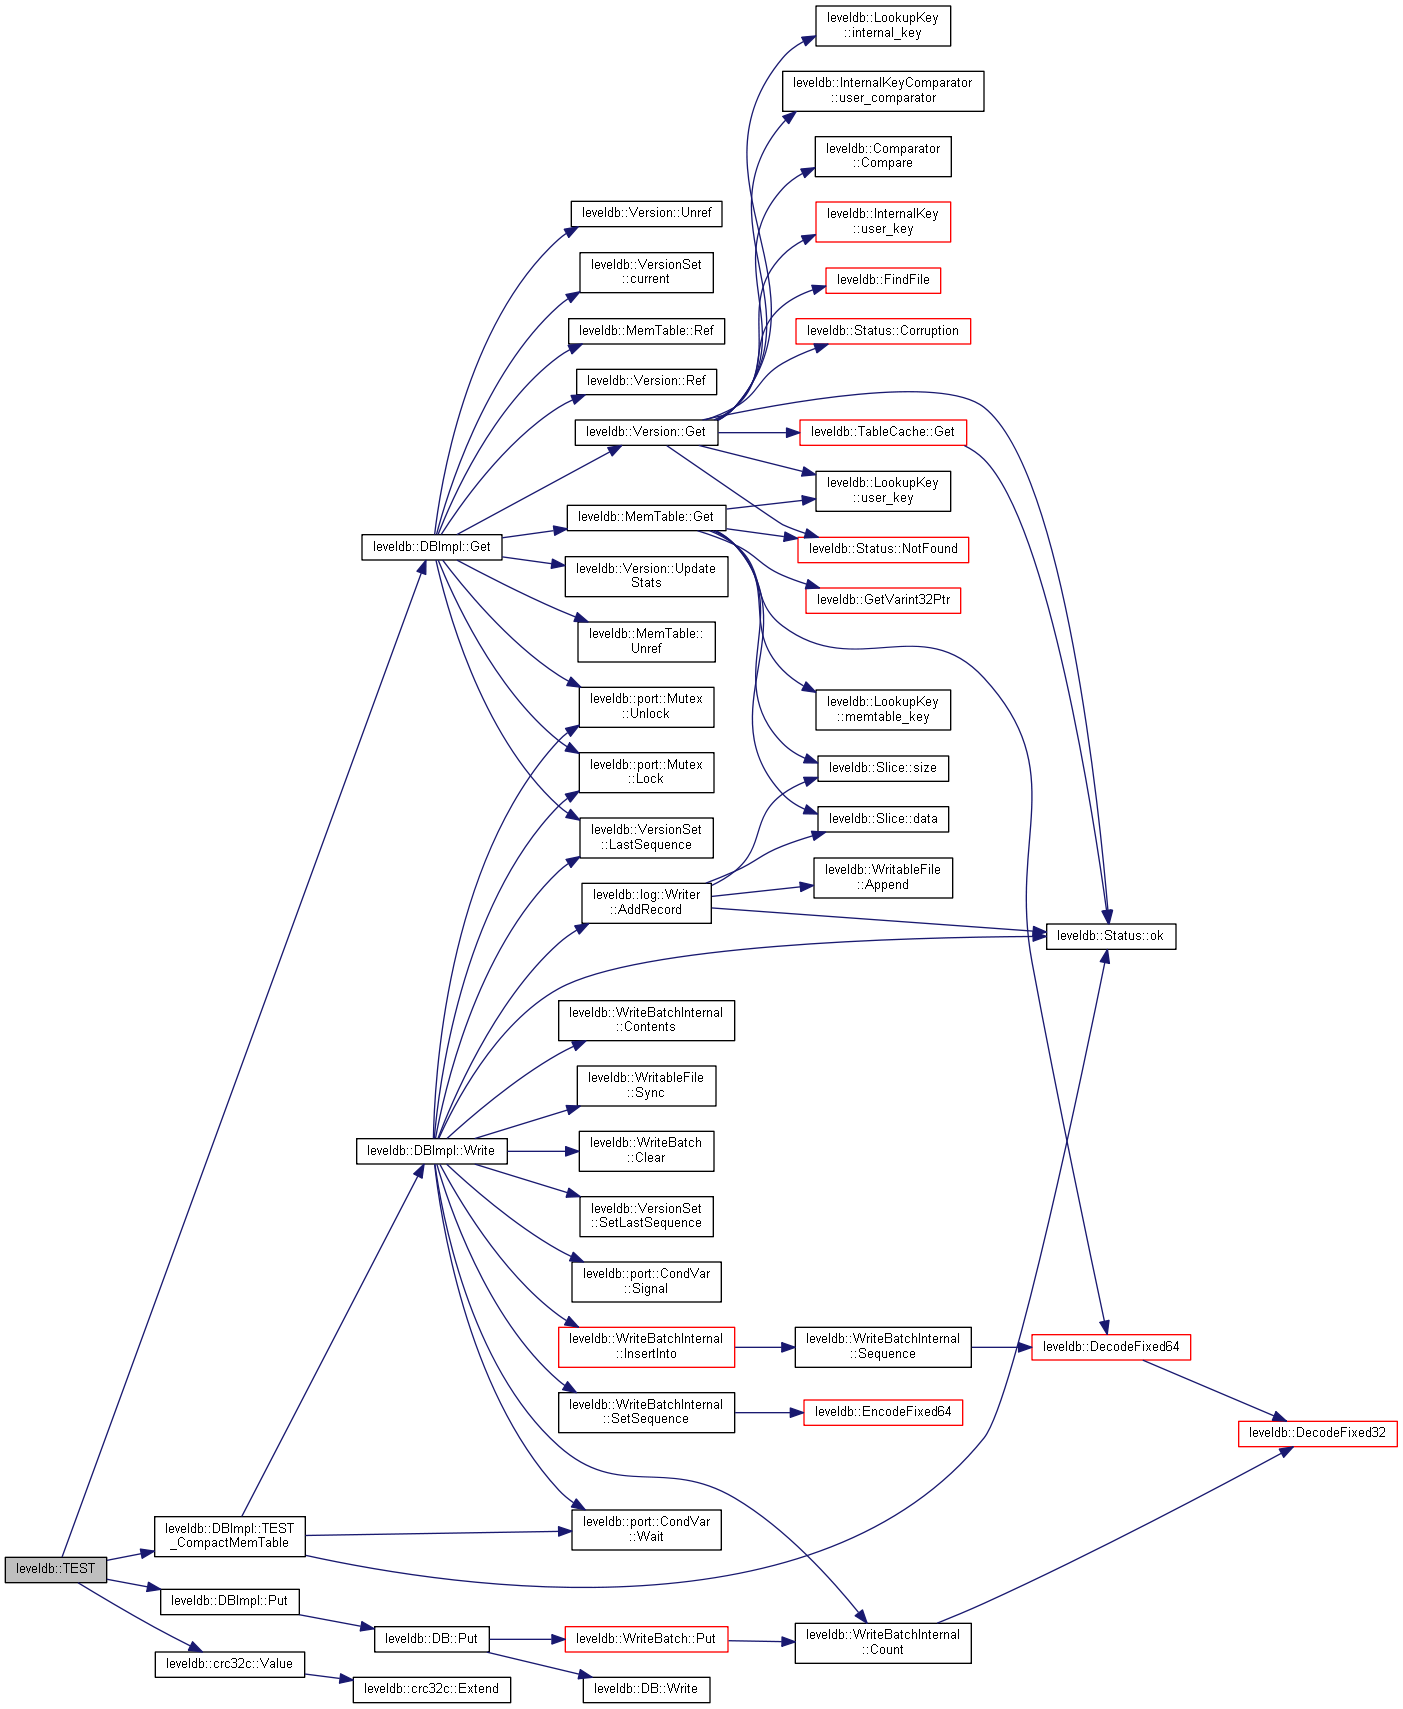 leveldb::LookupKey
::internal_key
leveldb::InternalKeyComparator
::user_comparator
leveldb::Comparator
::Compare
leveldb::InternalKey
::user_key
leveldb::Version::Unref
leveldb::VersionSet
::current
leveldb::FindFile
leveldb::MemTable::Ref
leveldb::Status::Corruption
leveldb::Version::Ref
leveldb::Version::Get
leveldb::TableCache::Get
leveldb::LookupKey
::user_key
leveldb::MemTable::Get
leveldb::DBImpl::Get
leveldb::Status::NotFound
leveldb::Version::Update
Stats
leveldb::GetVarint32Ptr
leveldb::MemTable::
Unref
leveldb::port::Mutex
::Unlock
leveldb::LookupKey
::memtable_key
leveldb::port::Mutex
::Lock
leveldb::Slice::size
leveldb::VersionSet
::LastSequence
leveldb::Slice::data
leveldb::log::Writer
::AddRecord
leveldb::WritableFile
::Append
leveldb::Status::ok
leveldb::WriteBatchInternal
::Contents
leveldb::WritableFile
::Sync
leveldb::DBImpl::Write
leveldb::WriteBatch
::Clear
leveldb::VersionSet
::SetLastSequence
leveldb::port::CondVar
::Signal
leveldb::WriteBatchInternal
::InsertInto
leveldb::WriteBatchInternal
::Sequence
leveldb::DecodeFixed64
leveldb::WriteBatchInternal
::SetSequence
leveldb::EncodeFixed64
leveldb::DecodeFixed32
leveldb::DBImpl::TEST
_CompactMemTable
leveldb::port::CondVar
::Wait
leveldb::TEST
leveldb::DBImpl::Put
leveldb::DB::Put
leveldb::WriteBatch::Put
leveldb::WriteBatchInternal
::Count
leveldb::crc32c::Value
leveldb::crc32c::Extend
leveldb::DB::Write